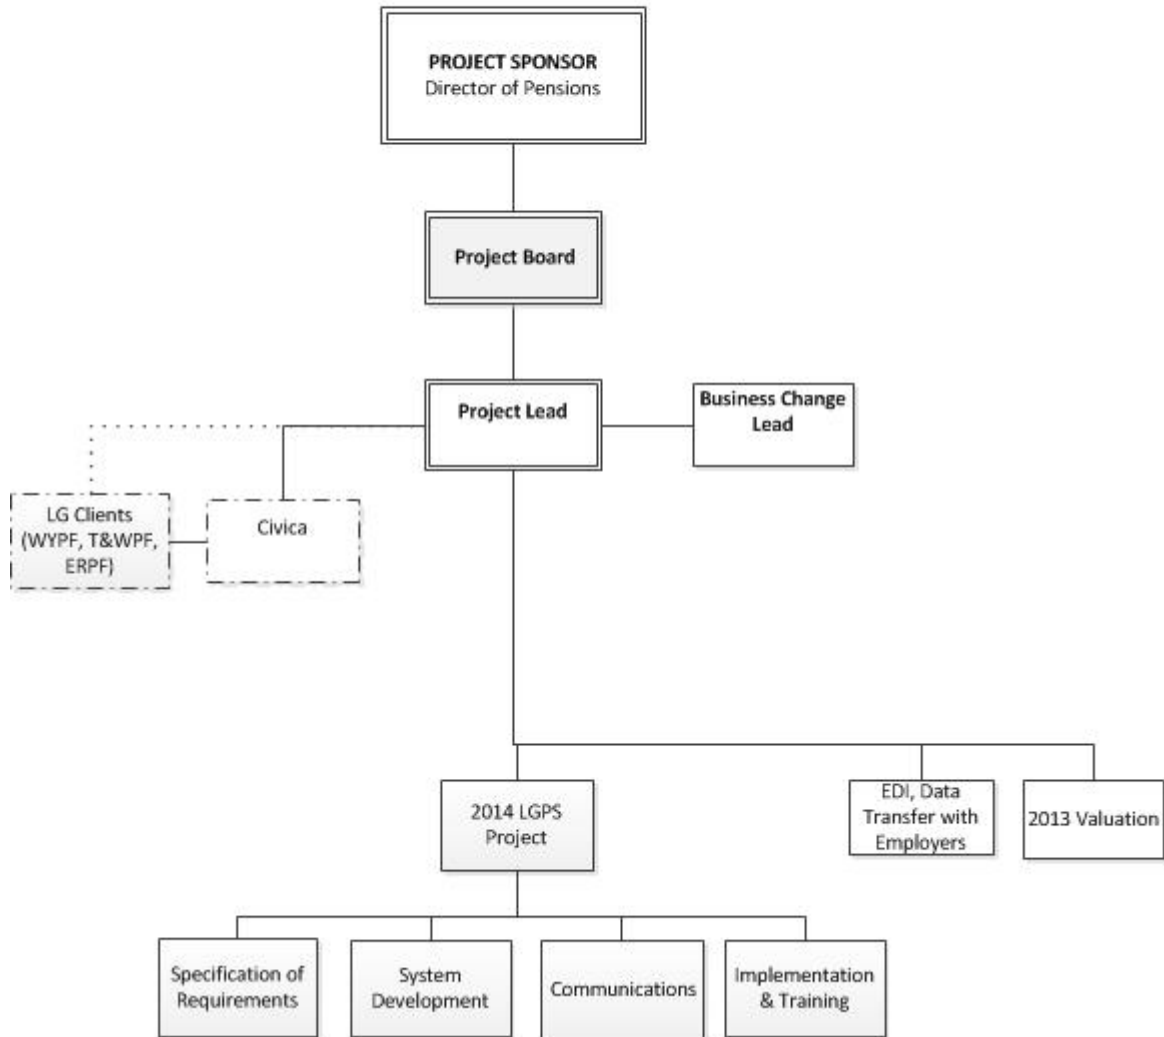 PROJECT SPONSOR
Director of Pensions
Project Board
Project Lead
Business Change
Lead
LG Clients
(WYPF, T&WPF,
ERPF)
Civica
2014 LGPS
Project
EDI, Data
Transfer with
Employers
2013 Valuation
Specification of
Requirements
System
Development
Communications
Implementation
& Training